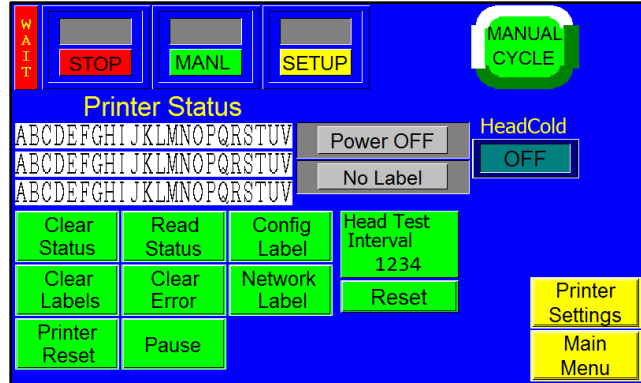 WAIT
STOP
MANL
SETUP
MANUAL
CYCLE
Printer Status
ABCDEFGHIJKLMNOPQRSTUV
ABCDEFGHIJKLMNOPQRSTUV
ABCDEFGHIJKLMNOPQRSTUV
Power OFF
No Label
HeadCold
OFF
Clear
Status
Read
Status
Config
Label
Head Test
Interval
1234
Clear
Labels
Clear
Error
Network
Label
Reset
Printer
Reset
Pause
Printer
Settings
Main
Menu